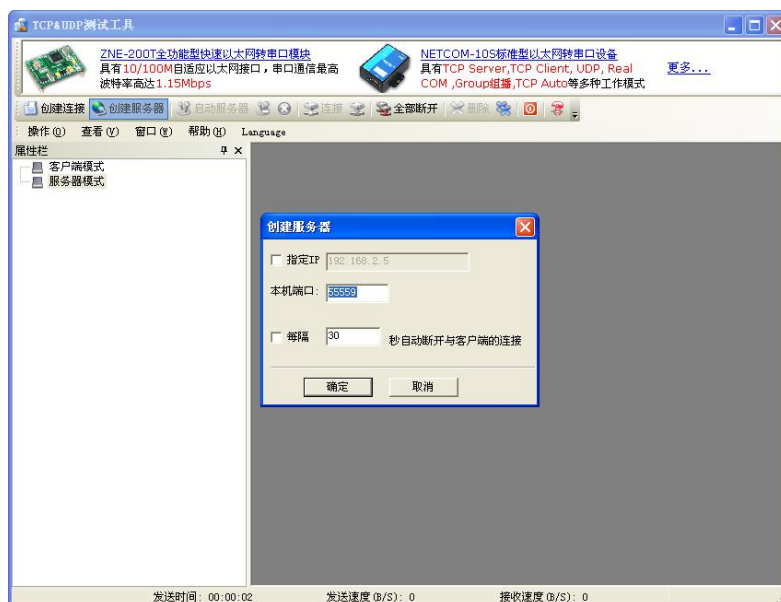 TCP&UDP测试工具
ZNE-200T全功能型快速以太网转串口模块
具有10/100M自适应以太网接口，串口通信最高
波特率高达1.15Mbps
NETCOM-10S标准型以太网转串口设备
具有TCP Server,TCP Client, UDP, Real
COM ,Group组播,TCP Auto等多种工作模式
更多...
创建连接 创建服务器 启动服务器 连接 全部断开 删除
操作(O) 查看(V) 窗口(W) 帮助(H) Language
属性栏
客户端模式
服务器模式
创建服务器
指定IP 192.168.2.5
本机端口: 55559
每隔 30 秒自动断开与客户端的连接
确定 取消
发送时间: 00:00:02 发送速度(B/S): 0 接收速度(B/S): 0